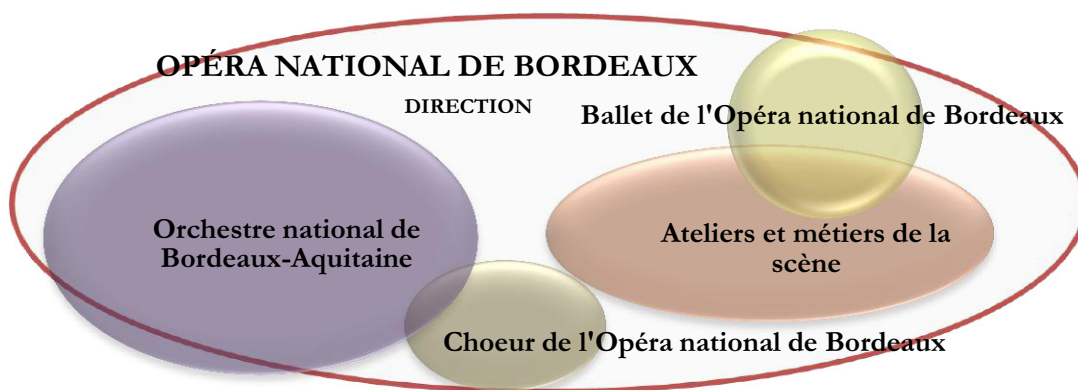 OPÉRA NATIONAL DE BORDEAUX
DIRECTION
Ballet de l'Opéra national de Bordeaux
Orchestre national de
Bordeaux-Aquitaine
Ateliers et métiers de la
scène
Choeur de l'Opéra national de Bordeaux